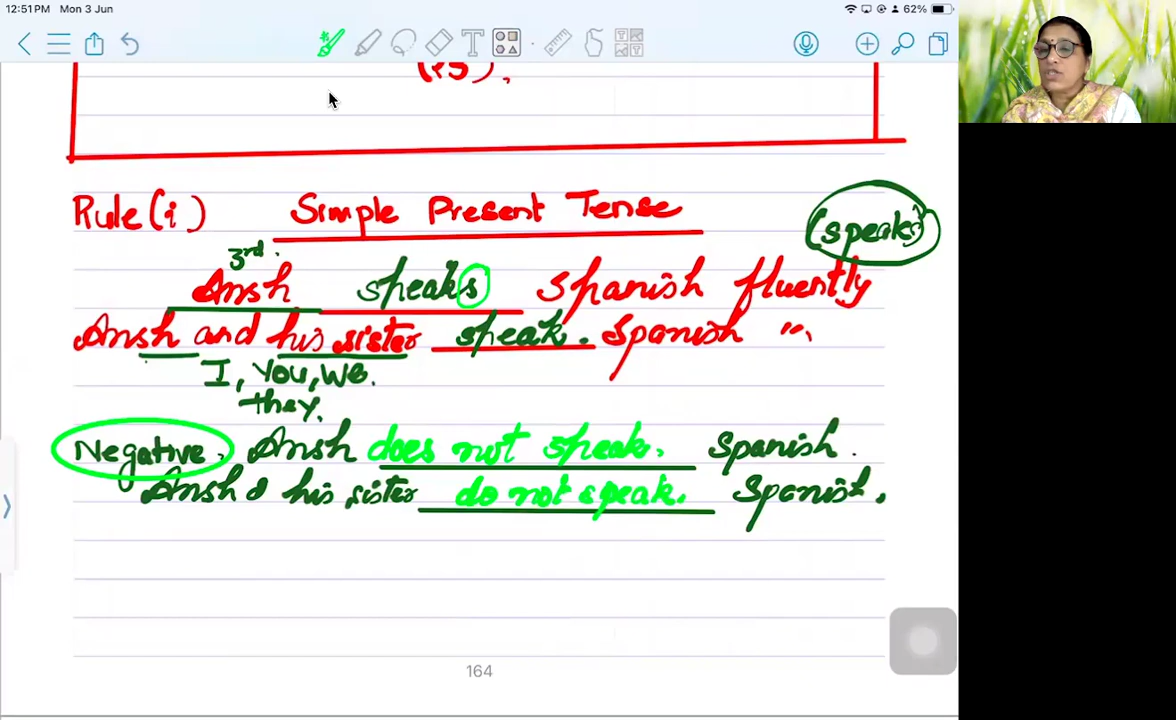 12:51 PM Mon 3 Jun
62%
Rule(i) Simple Present Tense
(speak)
3rd.
Ansh speaks Spanish fluently
Ansh and his sister speak. Spanish "
I, You, We.
they.
Negative. Ansh does not speak. Spanish.
Ansh & his sister do not speak. Spanish.
164